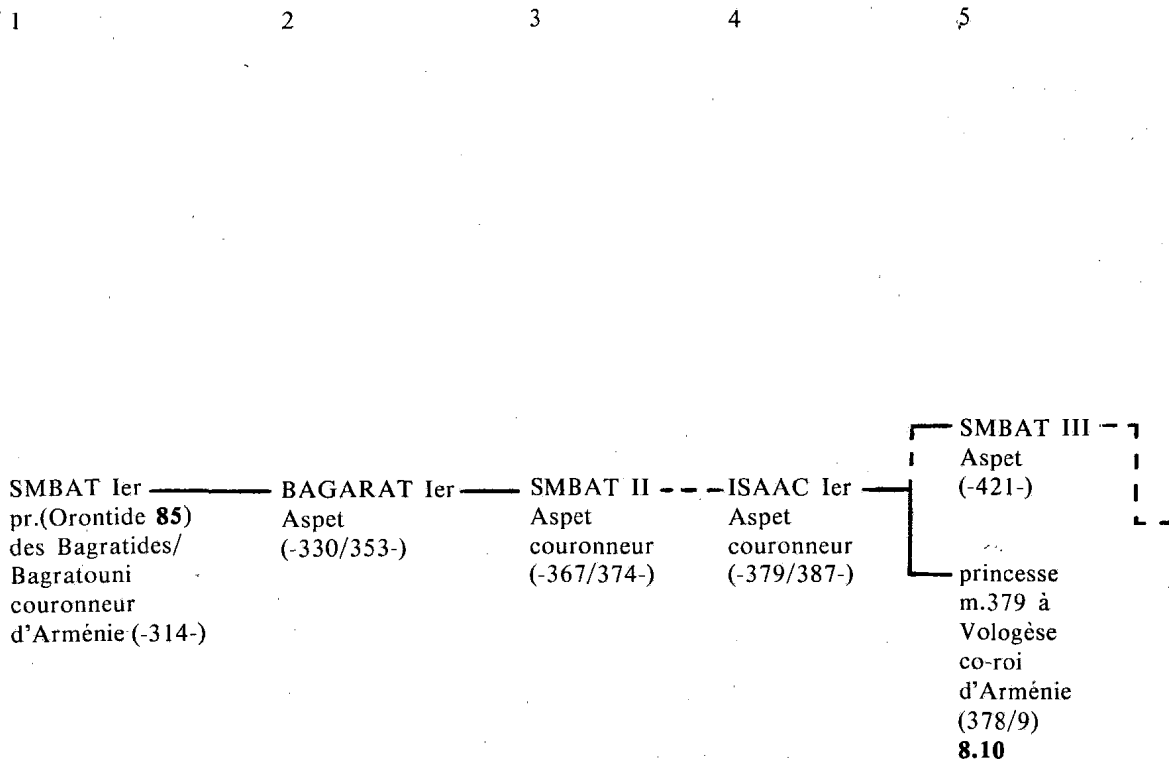 1 2 3 4 5
SMBAT Ier
pr.(Orontide 85)
des Bagratides/
Bagratouni
couronneur
d'Arménie (-314-)
BAGARAT Ier
Aspet
(-330/353-)
SMBAT II
Aspet
couronneur
(-367/374-)
ISAAC Ier
Aspet
couronneur
(-379/387-)
SMBAT III
Aspet
(-421-)
princesse
m.379 à
Vologèse
co-roi
d'Arménie
(378/9)
8.10